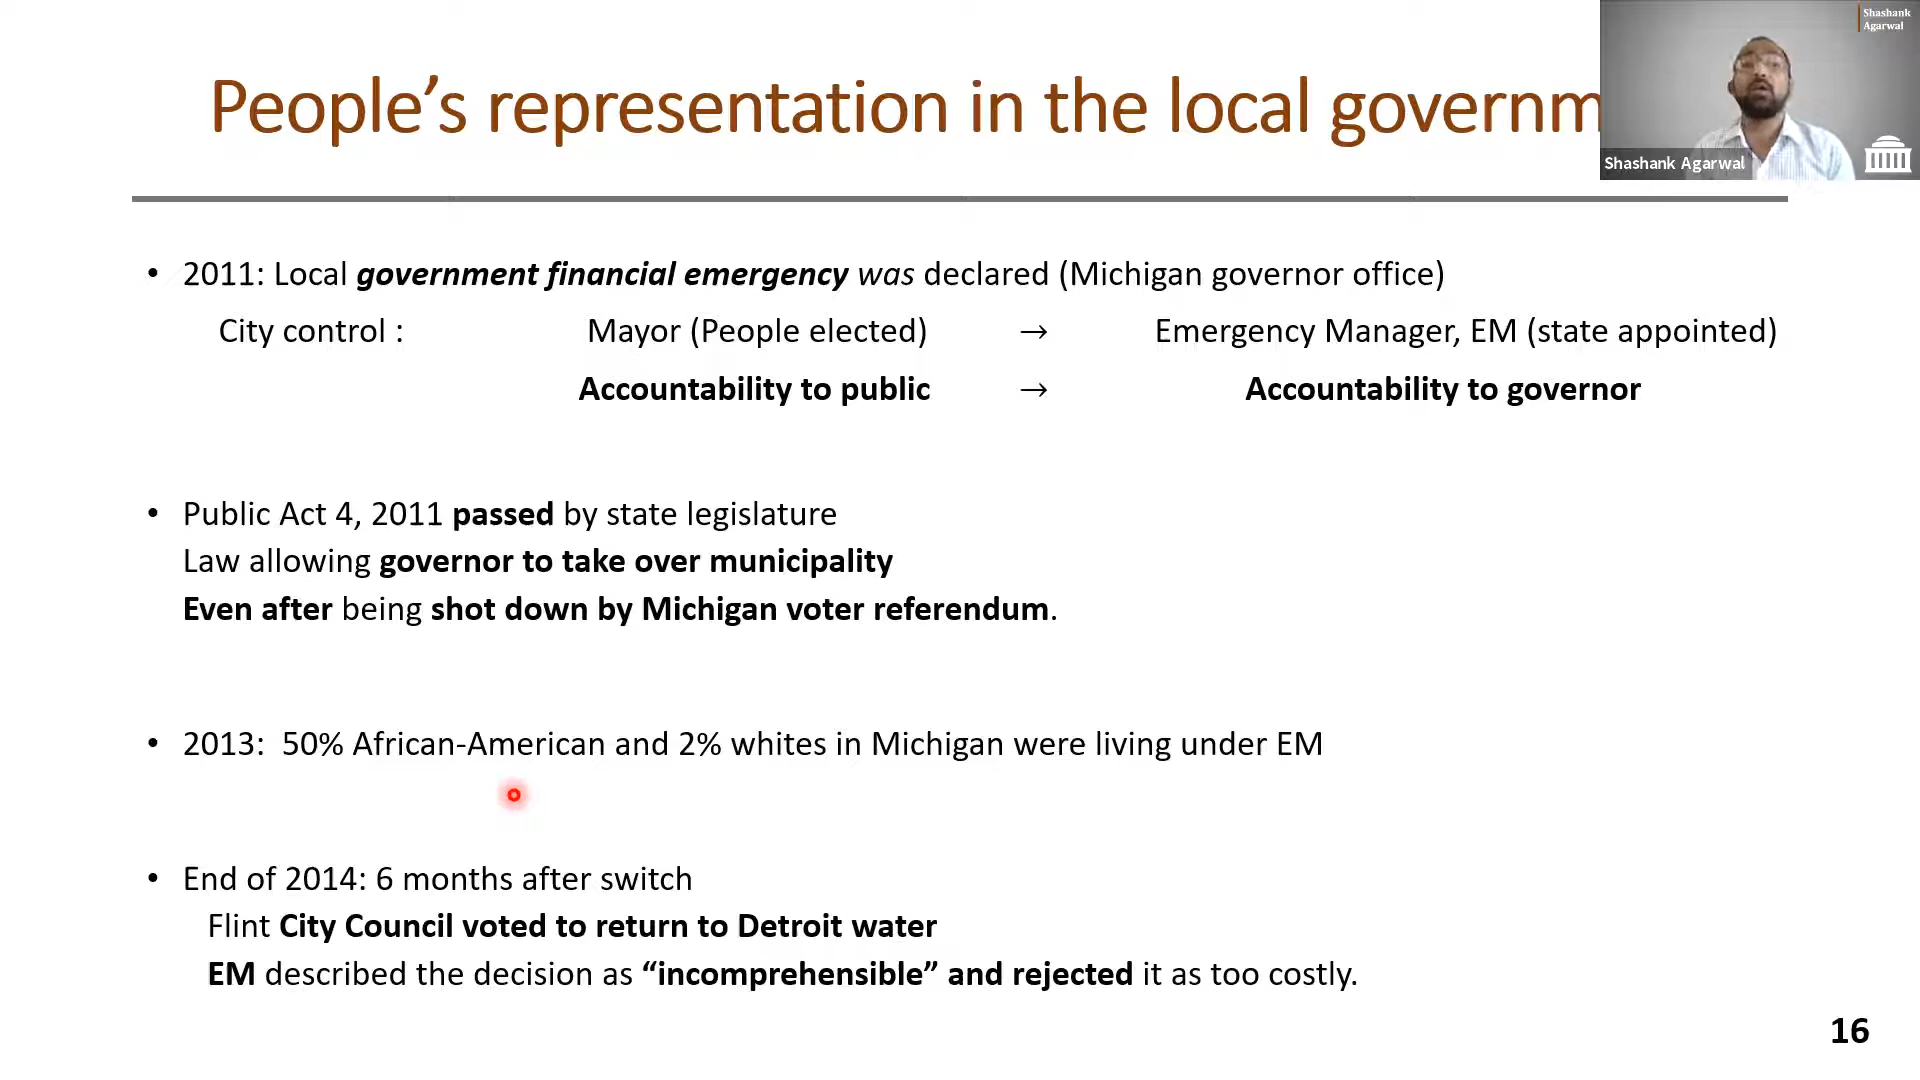 People’s representation in the local governm
Shashank
Agarwal
Shashank Agarwal
• 2011: Local government financial emergency was declared (Michigan governor office)
City control : Mayor (People elected) → Emergency Manager, EM (state appointed)
Accountability to public → Accountability to governor
• Public Act 4, 2011 passed by state legislature
Law allowing governor to take over municipality
Even after being shot down by Michigan voter referendum.
• 2013: 50% African-American and 2% whites in Michigan were living under EM
• End of 2014: 6 months after switch
Flint City Council voted to return to Detroit water
EM described the decision as “incomprehensible” and rejected it as too costly.
16